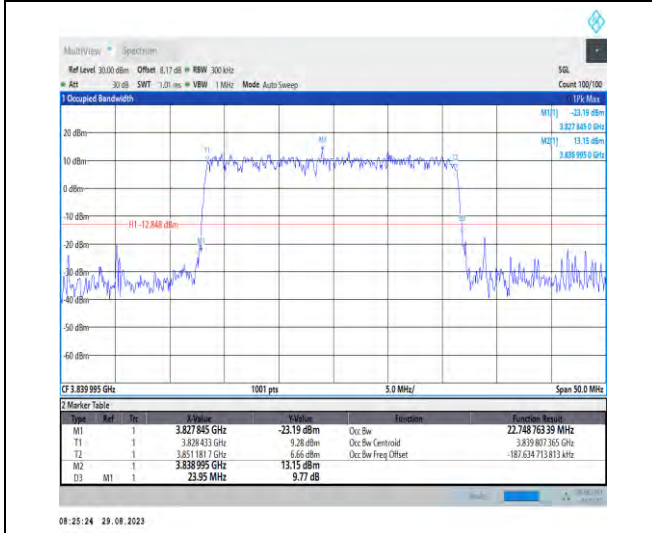 MultiView Spectrum
Ref Level 30.00 dBm Offset 8.17 dB RBW 300 kHz SGL
Att 30 dB SWT 1.01 ms VBW 1 MHz Mode Auto Sweep Count 100/100
1 Occupied Bandwidth 1Pk Max
M1[1] -23.19 dBm
3.827 845 0 GHz
M2[1] 13.15 dBm
3.838 995 0 GHz
20 dBm
M2
T1
T2
10 dBm
0 dBm
-10 dBm
H1 -12.848 dBm
-20 dBm
M1
-30 dBm
-40 dBm
-50 dBm
-60 dBm
CF 3.839 995 GHz 1001 pts 5.0 MHz/ Span 50.0 MHz
2 Marker Table
Type Ref Trc X-Value Y-Value Function Function Result
M1 1 3.827 845 GHz -23.19 dBm Occ Bw 22.748 763 39 MHz
T1 1 3.828 433 GHz 9.28 dBm Occ Bw Centroid 3.839 807 365 GHz
T2 1 3.851 181 7 GHz 6.66 dBm Occ Bw Freq Offset -187.634 713 813 kHz
M2 1 3.838 995 GHz 13.15 dBm
D3 M1 1 23.95 MHz 9.77 dB
08:25:24 29.08.2023